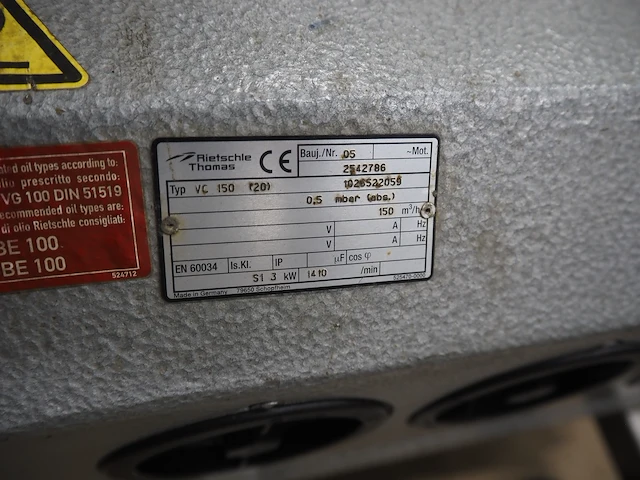 Rietschle
Thomas
CE
Bauj./Nr. 05
~Mot.
2542786
Typ VC 150 (20)
1026522059
0,5 mbar (abs.)
150 m³/h
V A Hz
V A Hz
EN 60034 Is.Kl. IP µF cos φ
S1 3 kW 1410 /min
Made in Germany 79650 Schopfheim
ted oil types according to:
prescritto secondo:
VG 100 DIN 51519
ecommended oil types are:
di olio Rietschle consigliati:
BE 100
BE 100
524712